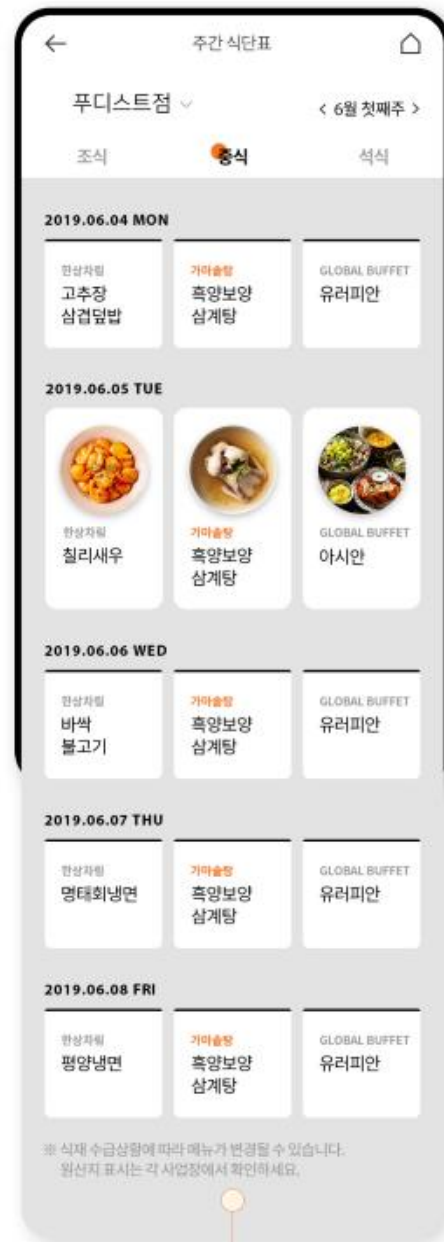 주간 식단표
푸디스트점
< 6월 첫째주 >
조식 중식 석식
2019.06.04 MON
한상차림
고추장
삼겹덮밥
가마솥탕
흑양보양
삼계탕
GLOBAL BUFFET
유러피안
2019.06.05 TUE
한상차림
칠리새우
가마솥탕
흑양보양
삼계탕
GLOBAL BUFFET
아시안
2019.06.06 WED
한상차림
바싹
불고기
가마솥탕
흑양보양
삼계탕
GLOBAL BUFFET
유러피안
2019.06.07 THU
한상차림
명태회냉면
가마솥탕
흑양보양
삼계탕
GLOBAL BUFFET
유러피안
2019.06.08 FRI
한상차림
평양냉면
가마솥탕
흑양보양
삼계탕
GLOBAL BUFFET
유러피안
※ 식재 수급상황에 따라 메뉴가 변경될 수 있습니다.
원산지 표시는 각 사업장에서 확인하세요.